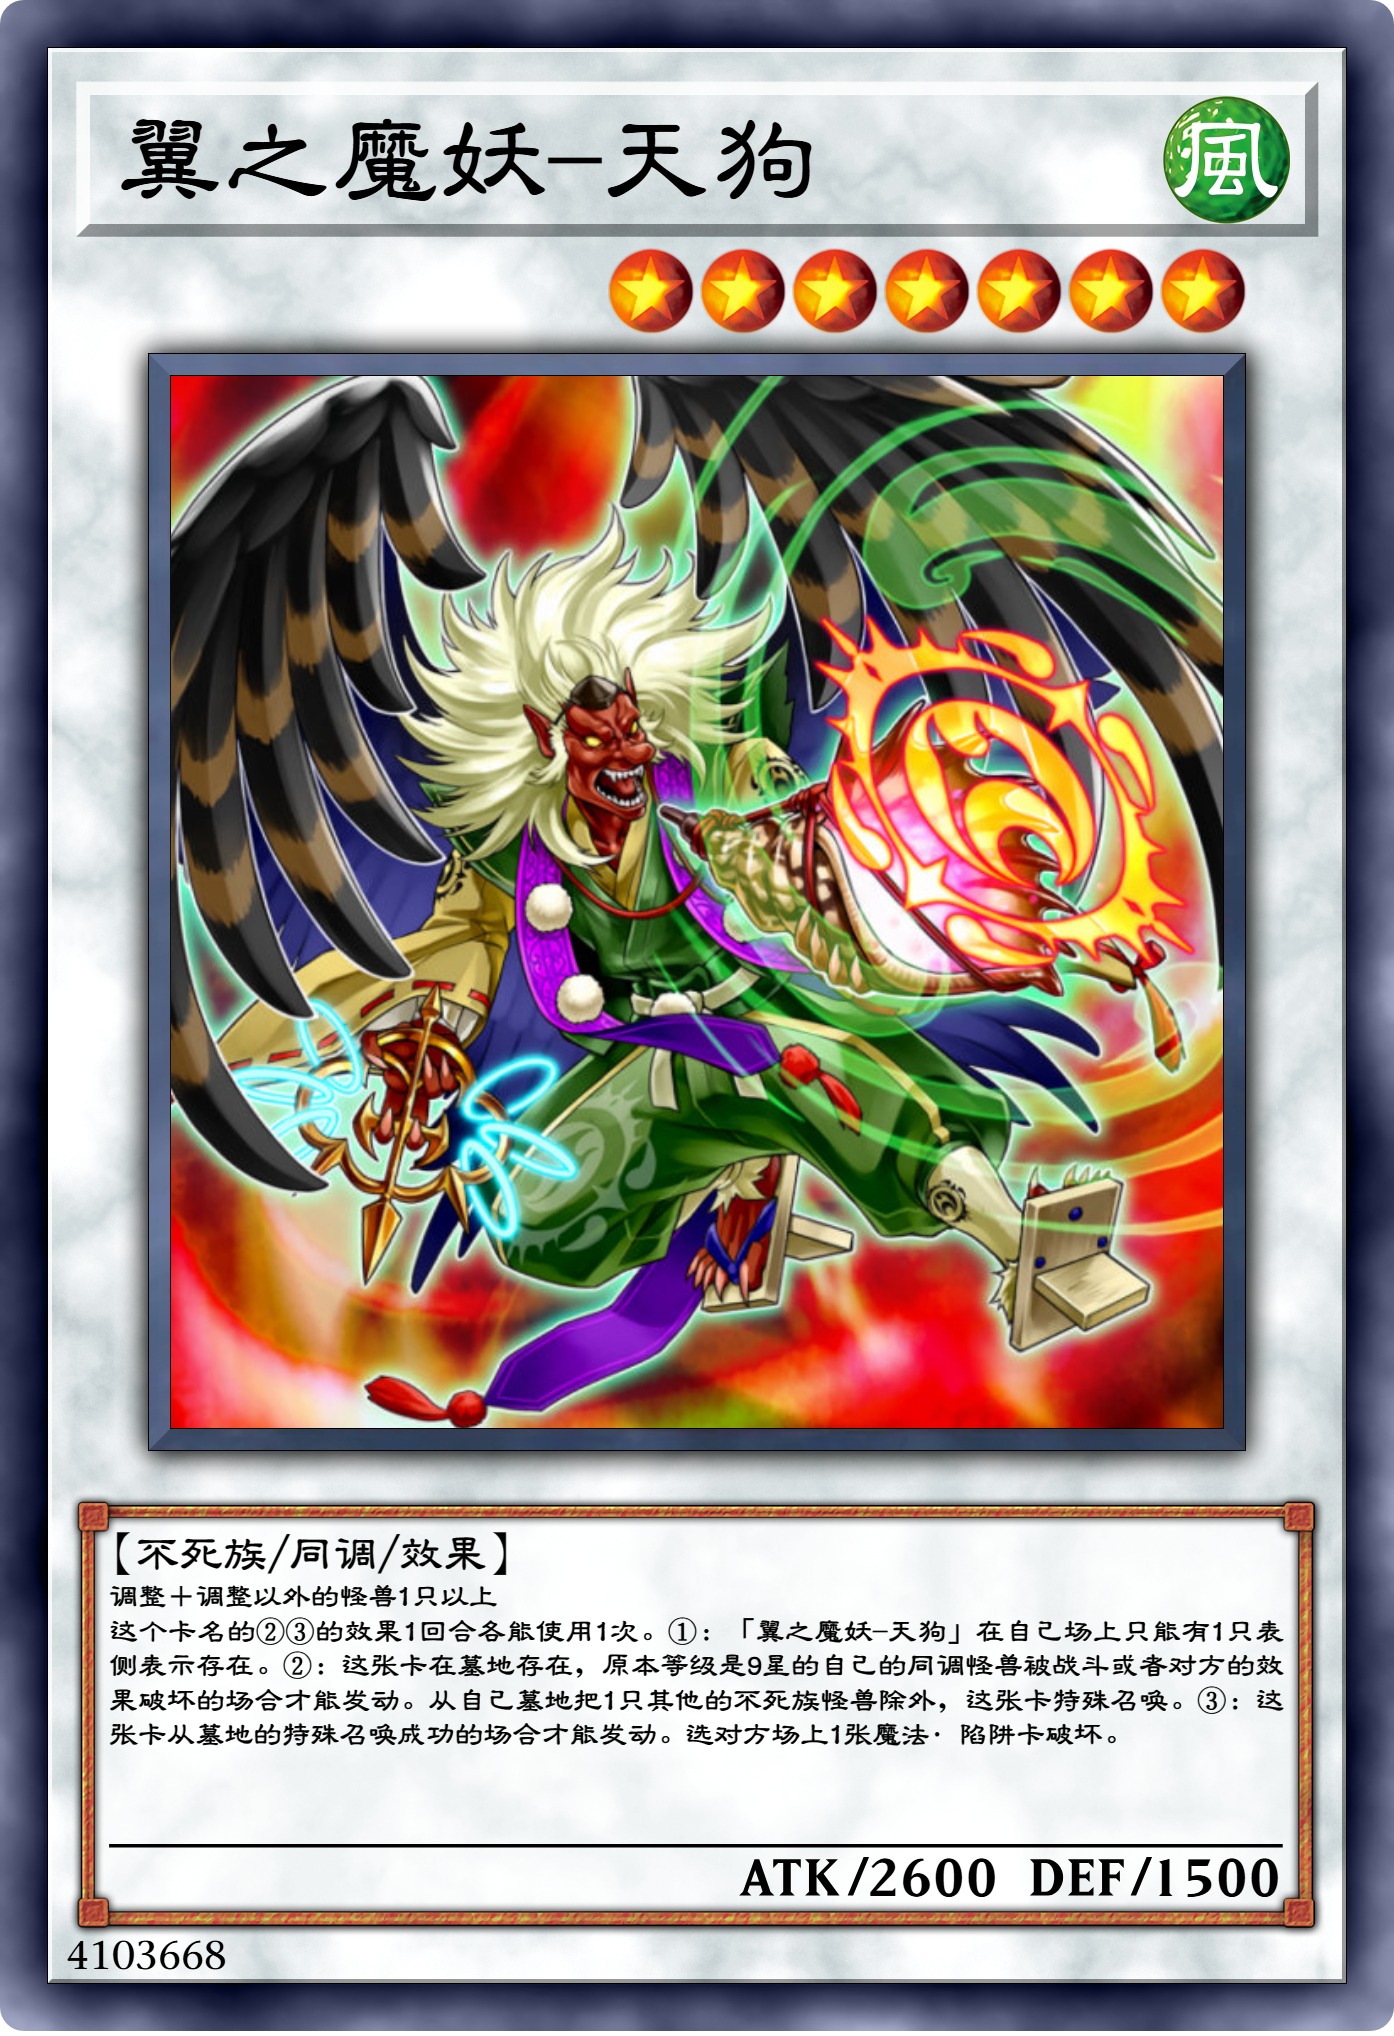 翼之魔妖-天狗
風
【不死族/同调/效果】
调整＋调整以外的怪兽1只以上
这个卡名的②③的效果1回合各能使用1次。①：「翼之魔妖-天狗」在自己场上只能有1只表
侧表示存在。②：这张卡在墓地存在，原本等级是9星的自己的同调怪兽被战斗或者对方的效
果破坏的场合才能发动。从自己墓地把1只其他的不死族怪兽除外，这张卡特殊召唤。③：这
张卡从墓地的特殊召唤成功的场合才能发动。选对方场上1张魔法·陷阱卡破坏。
ATK/2600 DEF/1500
4103668